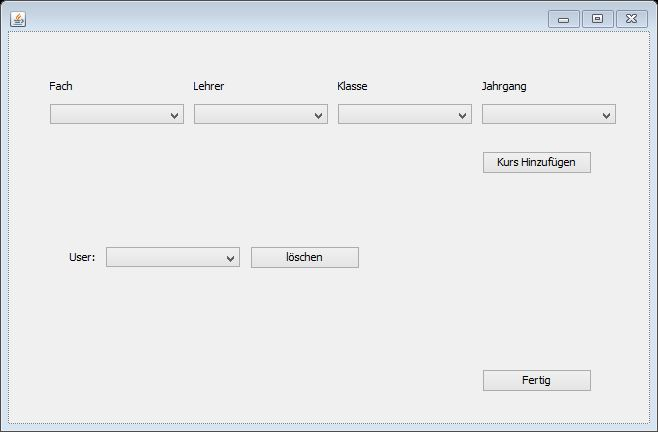 Fach Lehrer Klasse Jahrgang
Kurs Hinzufügen
User: löschen
Fertig